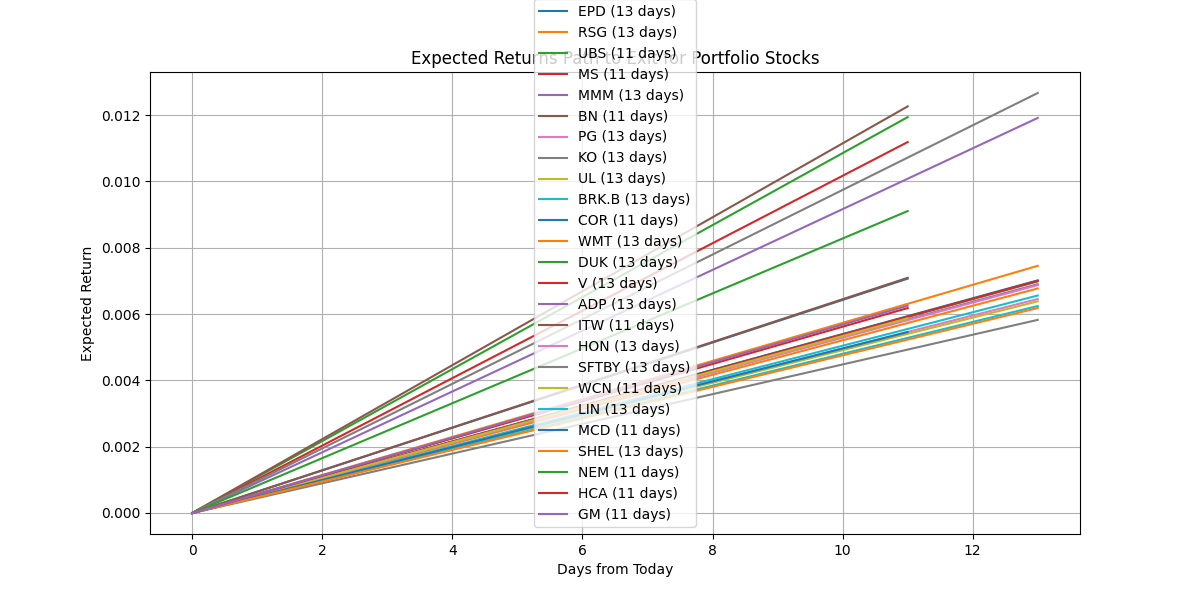 EPD (13 days)
RSG (13 days)
UBS (11 days)
Expected Returns Path to Exit for Portfolio Stocks
MS (11 days)
MMM (13 days)
BN (11 days)
PG (13 days)
KO (13 days)
UL (13 days)
BRK.B (13 days)
COR (11 days)
WMT (13 days)
DUK (13 days)
V (13 days)
ADP (13 days)
ITW (11 days)
HON (13 days)
SFTBY (13 days)
WCN (11 days)
LIN (13 days)
MCD (11 days)
SHEL (13 days)
NEM (11 days)
HCA (11 days)
GM (11 days)
0.012
0.010
0.008
0.006
0.004
0.002
0.000
Expected Return
0 2 4 6 8 10 12
Days from Today